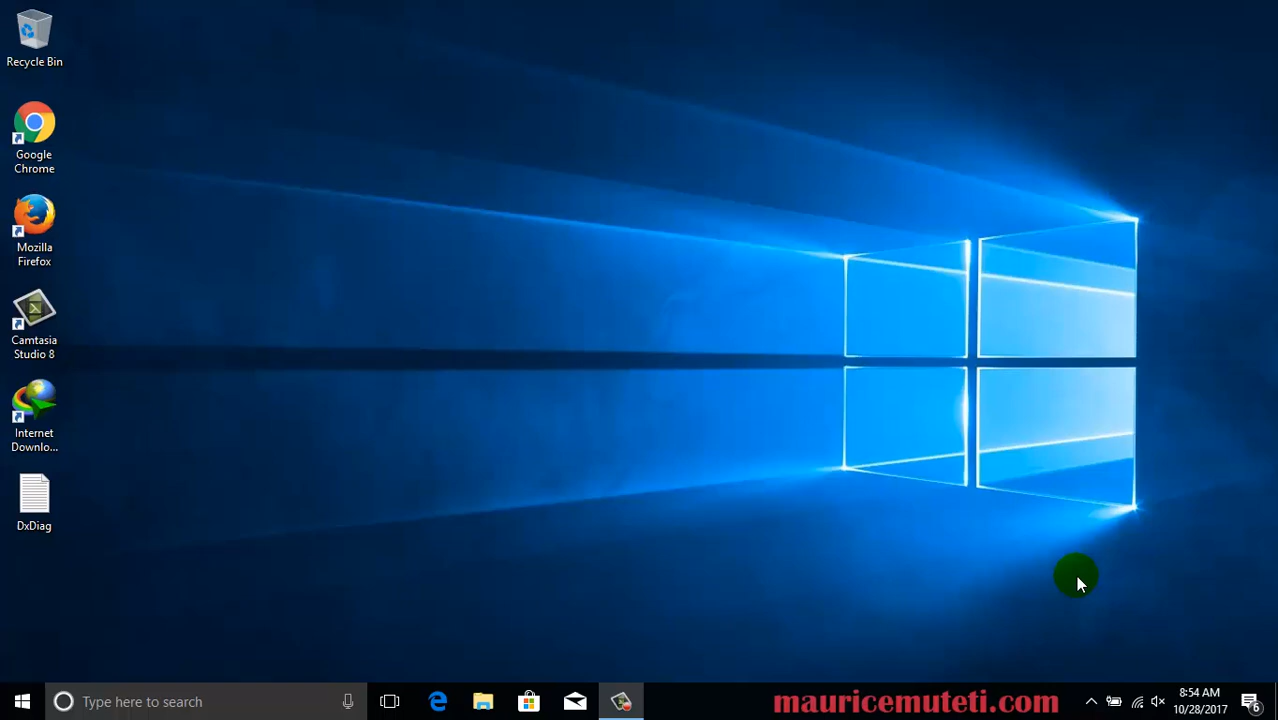 Recycle Bin
Google
Chrome
Mozilla
Firefox
Camtasia
Studio 8
Internet
Downlo...
DxDiag
Type here to search
mauricemuteti.com
8:54 AM
10/28/2017
6